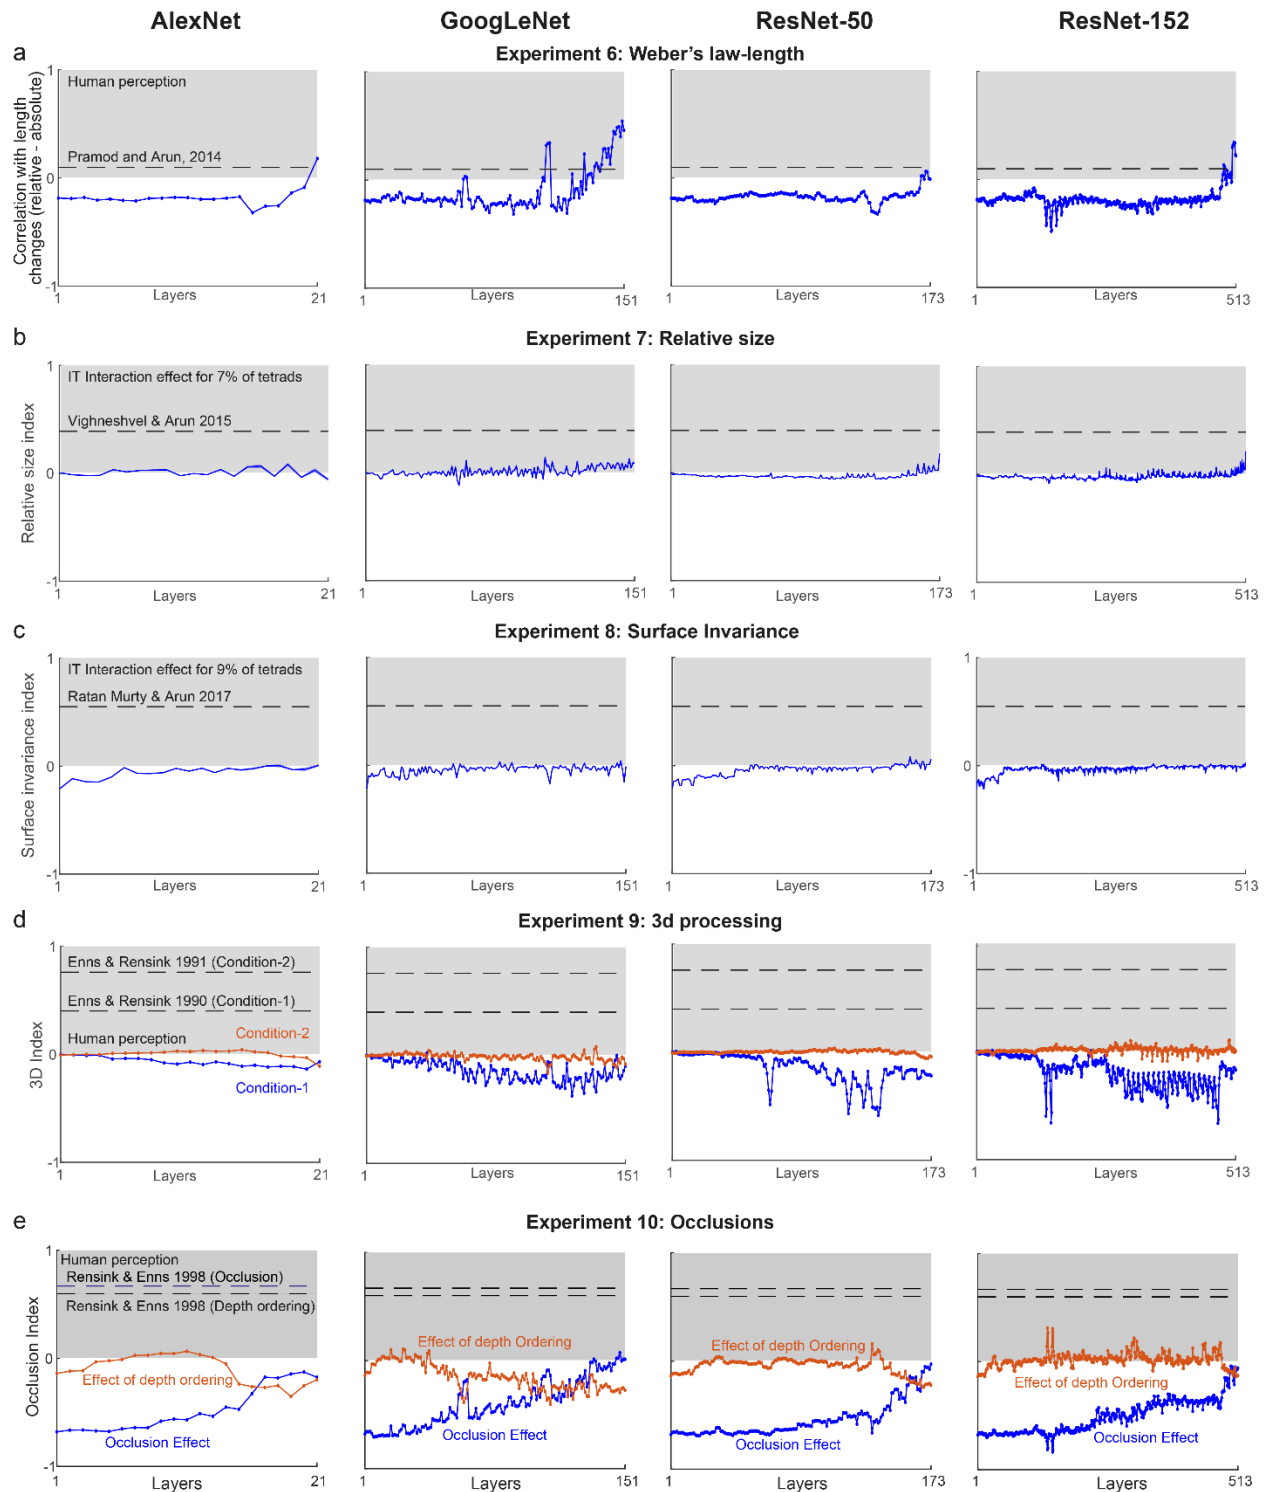 AlexNet GoogLeNet ResNet-50 ResNet-152
a
Experiment 6: Weber's law-length
Correlation with length
changes (relative - absolute)
1
0
-1
Human perception
Pramod and Arun, 2014
1 Layers 21
1 Layers 151
1 Layers 173
1 Layers 513
b
Experiment 7: Relative size
Relative size index
1
0
-1
IT Interaction effect for 7% of tetrads
Vighneshvel & Arun 2015
1 Layers 21
1 Layers 151
1 Layers 173
1 Layers 513
c
Experiment 8: Surface Invariance
Surface invariance index
1
0
-1
IT Interaction effect for 9% of tetrads
Ratan Murty & Arun 2017
1 Layers 21
1 Layers 151
1 Layers 173
1
0
-1
1 Layers 513
d
Experiment 9: 3d processing
3D Index
1
0
-1
Enns & Rensink 1991 (Condition-2)
Enns & Rensink 1990 (Condition-1)
Human perception
Condition-2
Condition-1
1 Layers 21
1 Layers 151
1 Layers 173
1 Layers 513
e
Experiment 10: Occlusions
Occlusion Index
1
0
-1
Human perception
Rensink & Enns 1998 (Occlusion)
Rensink & Enns 1998 (Depth ordering)
Effect of depth ordering
Occlusion Effect
1 Layers 21
Effect of depth Ordering
Occlusion Effect
1 Layers 151
Effect of depth Ordering
Occlusion Effect
1 Layers 173
Effect of depth Ordering
Occlusion Effect
1 Layers 513